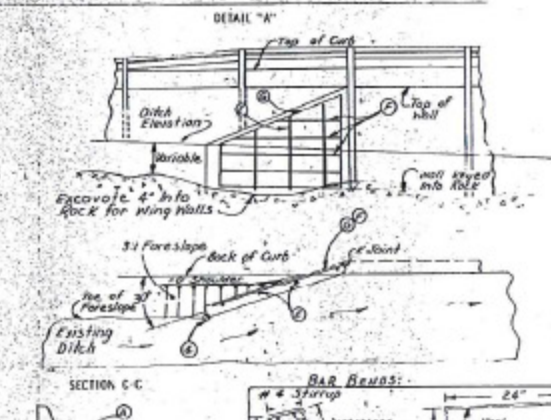 DETAIL "A"
Top of Curb
G
F
Ditch
Elevation
Top of
Wall
Variable
Wall Keyed
Into Rock
Excavate 4" Into
Rock for Wing Walls
3:1 Foreslope
Back of Curb
Joint
10' Shoulder
Toe of
Foreslope
30'
Existing
Ditch
SECTION C-C
BAR BENDS:
#4 Stirrup
24"
A